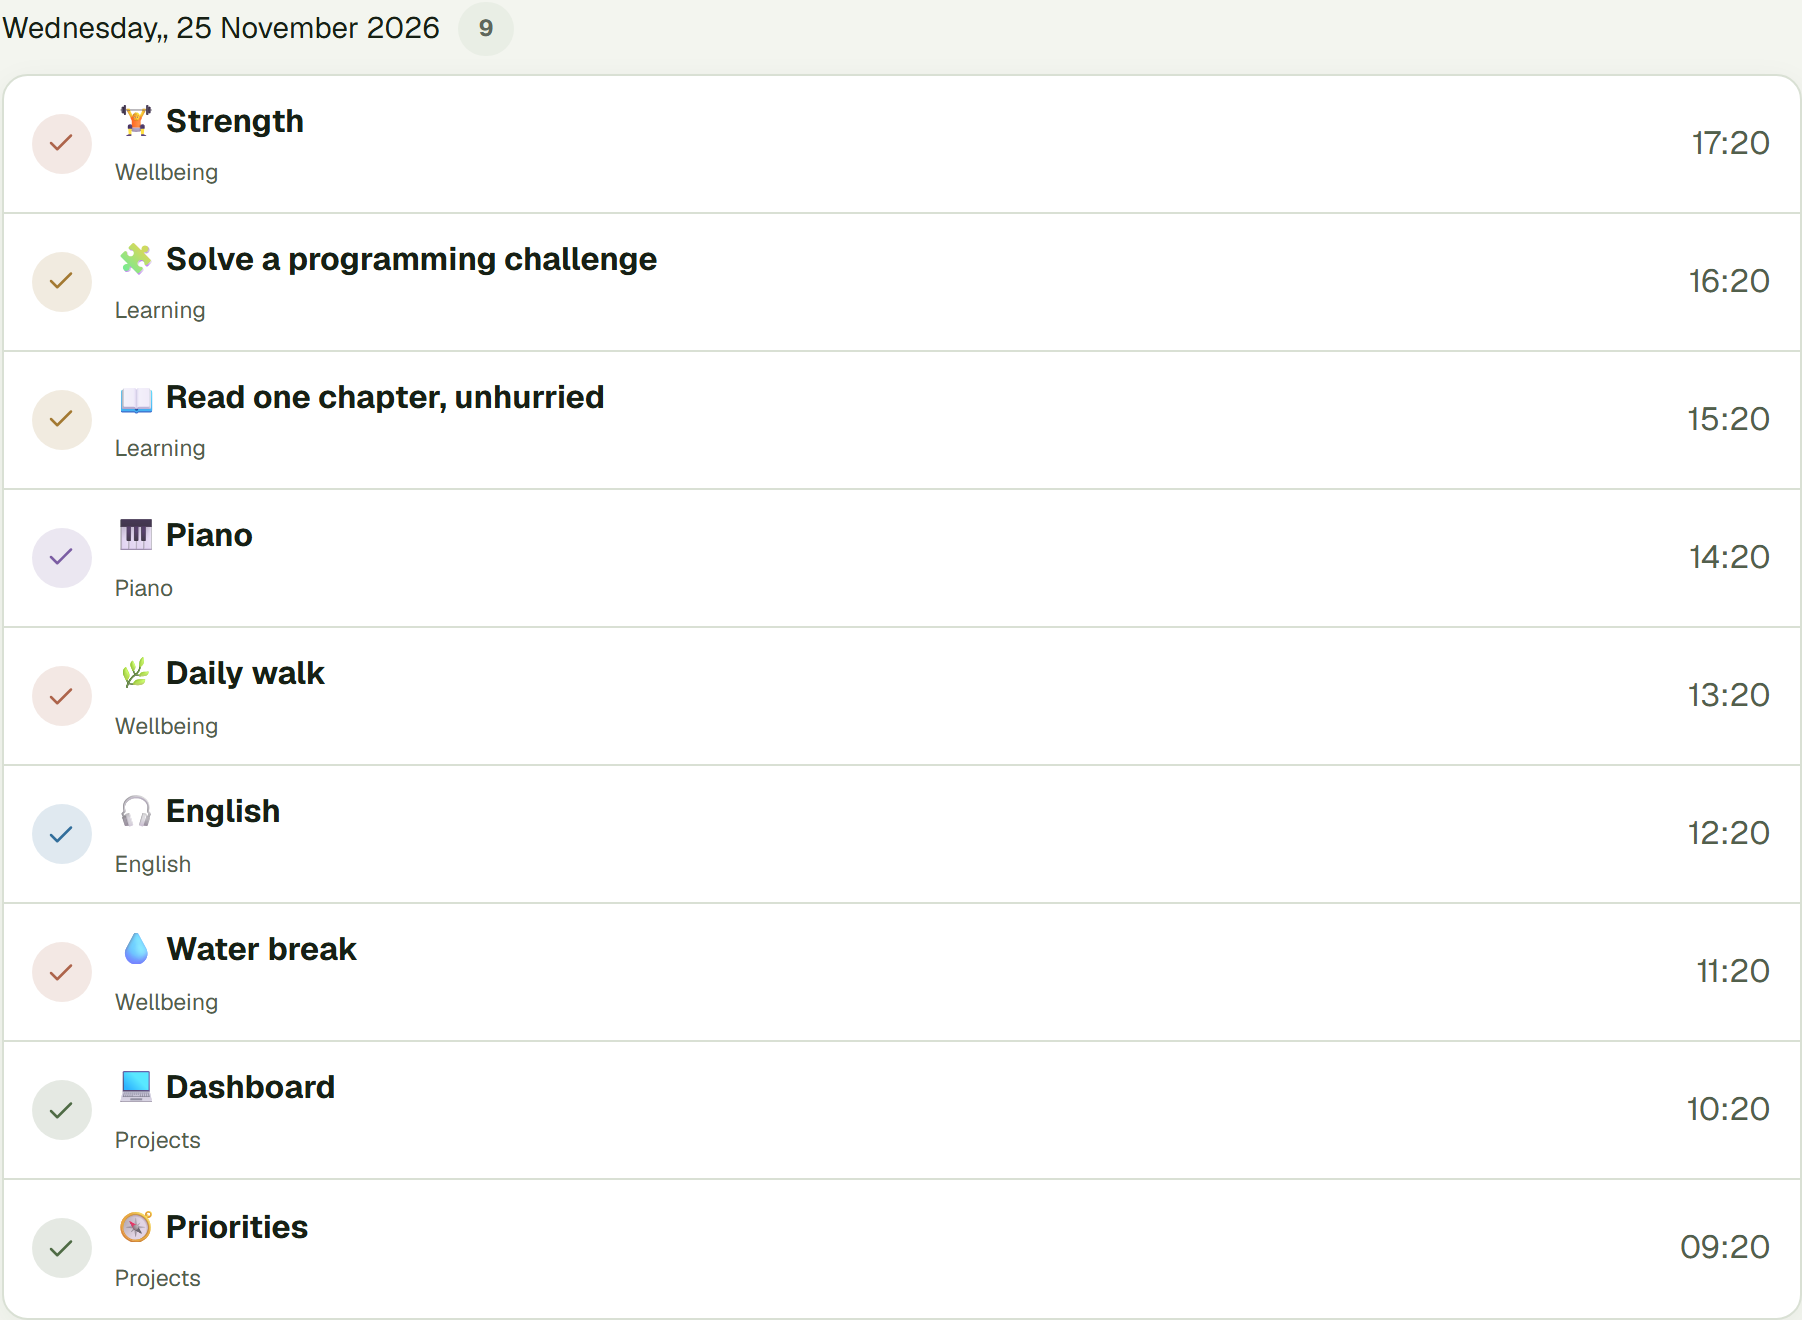 Wednesday,, 25 November 2026 9
Strength
Wellbeing
17:20
Solve a programming challenge
Learning
16:20
Read one chapter, unhurried
Learning
15:20
Piano
Piano
14:20
Daily walk
Wellbeing
13:20
English
English
12:20
Water break
Wellbeing
11:20
Dashboard
Projects
10:20
Priorities
Projects
09:20